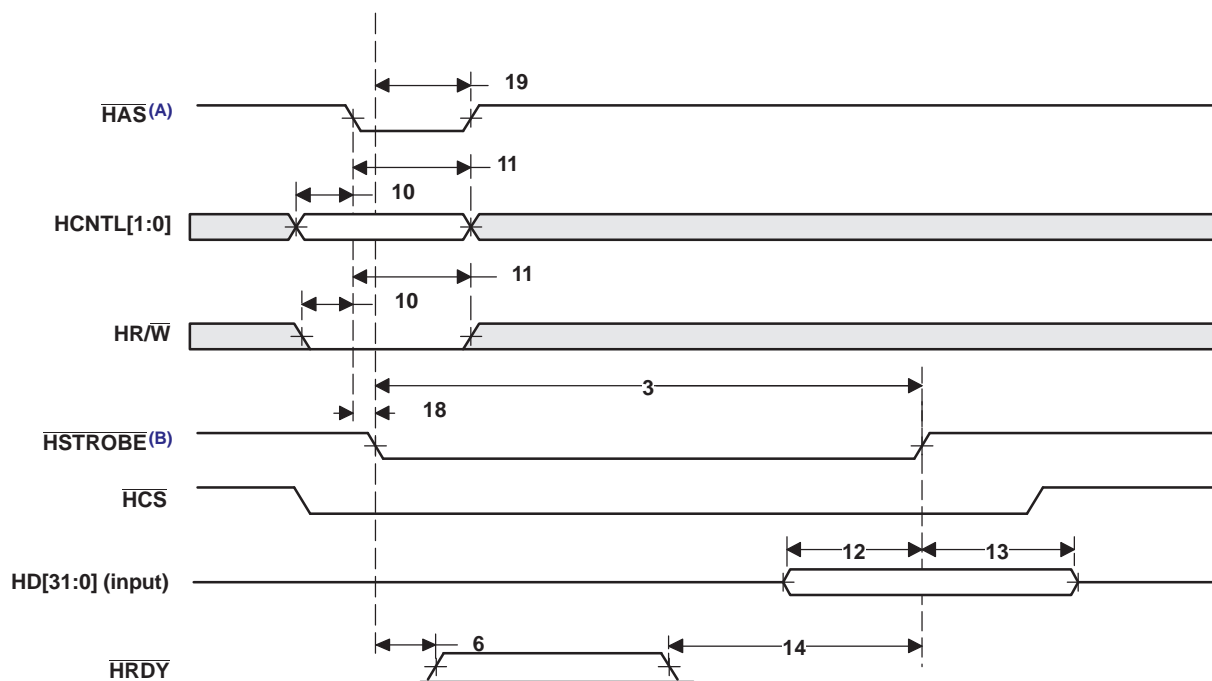 19
HAS(A)
11
10
HCNTL[1:0]
11
10
HR/W
3
18
HSTROBE(B)
HCS
12
13
HD[31:0] (input)
6
14
HRDY